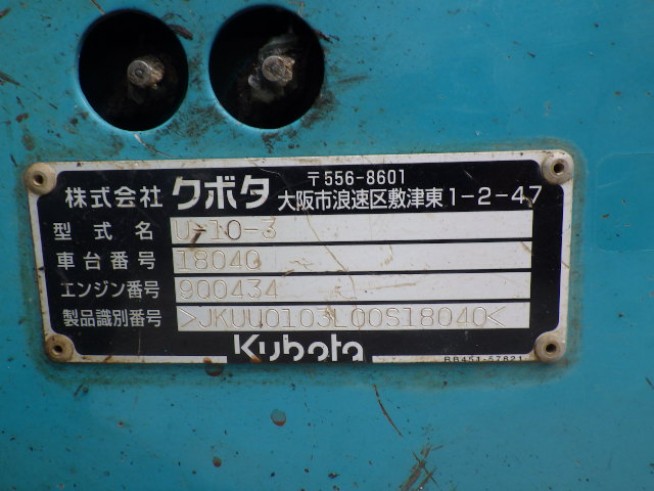 株式会社 クボタ 〒556-8601
大阪市浪速区敷津東1-2-47
型式名 U-10-3
車台番号 18040
エンジン番号 900434
製品識別番号 >JKUU0103L00S18040<
Kubota
RB451-57821